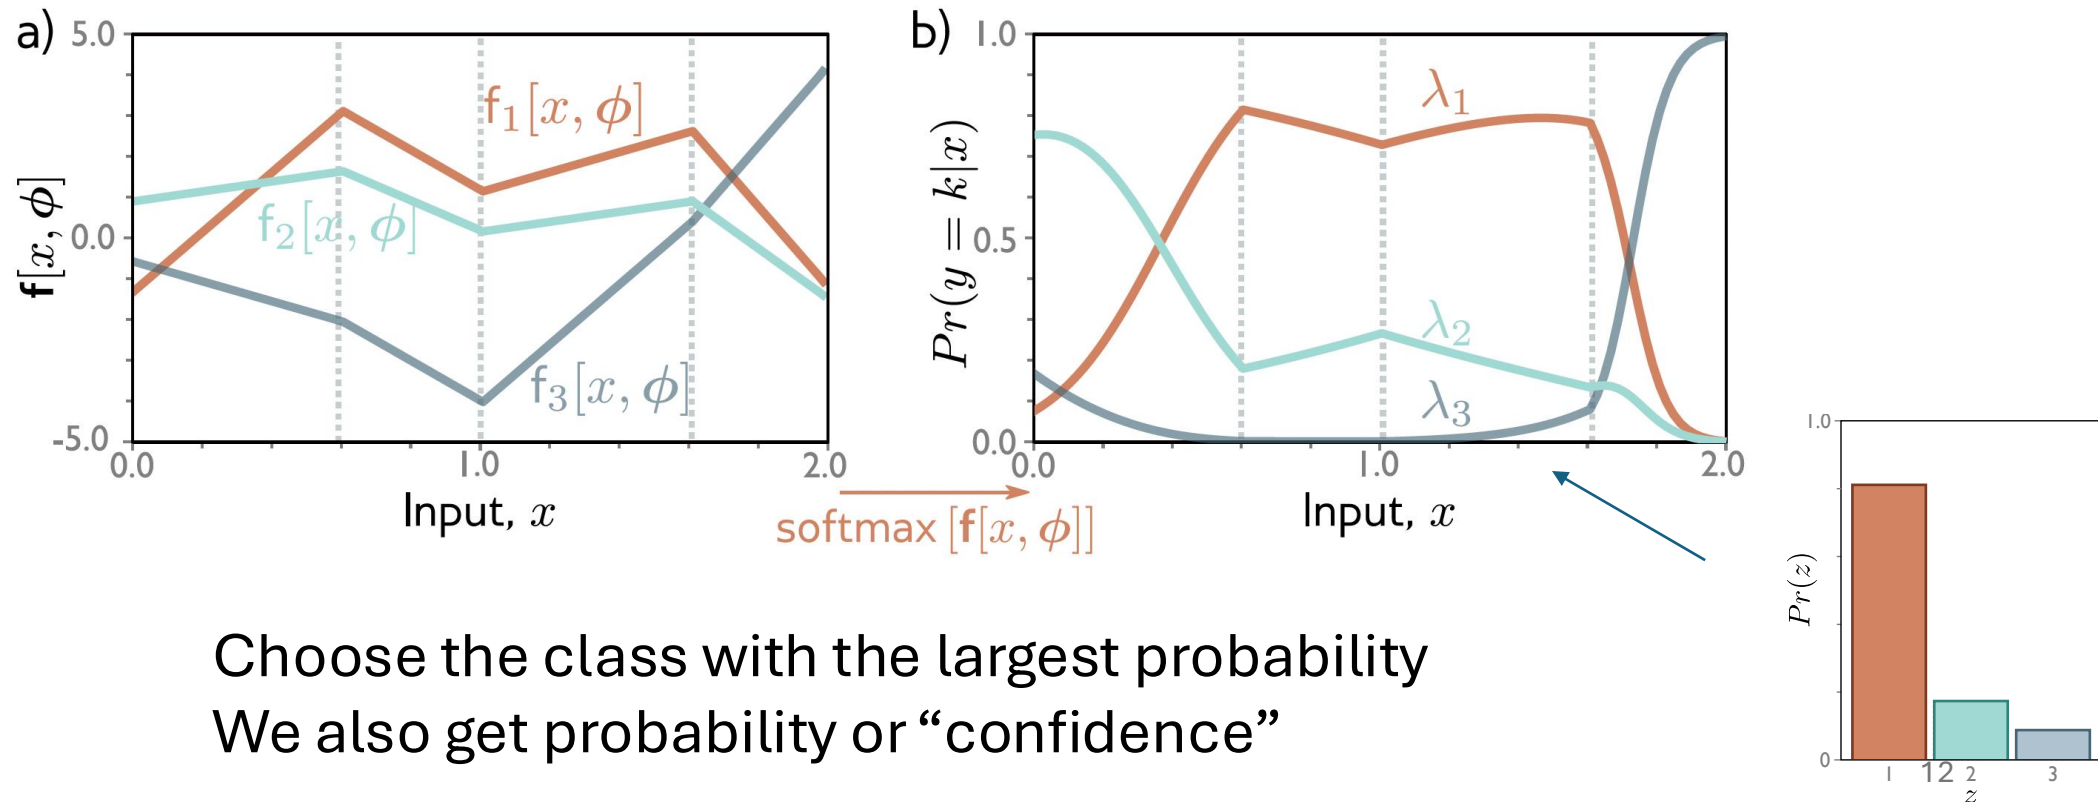 a)
5.0
0.0
-5.0
f[x, ϕ]
f₁[x, ϕ]
f₂[x, ϕ]
f₃[x, ϕ]
0.0 1.0 2.0
Input, x
softmax [f[x, ϕ]]
b)
1.0
0.5
0.0
Pr(y = k|x)
λ₁
λ₂
λ₃
0.0 1.0 2.0
Input, x
1.0
0
Pr(z)
1 2 3
z
Choose the class with the largest probability
We also get probability or “confidence”
12